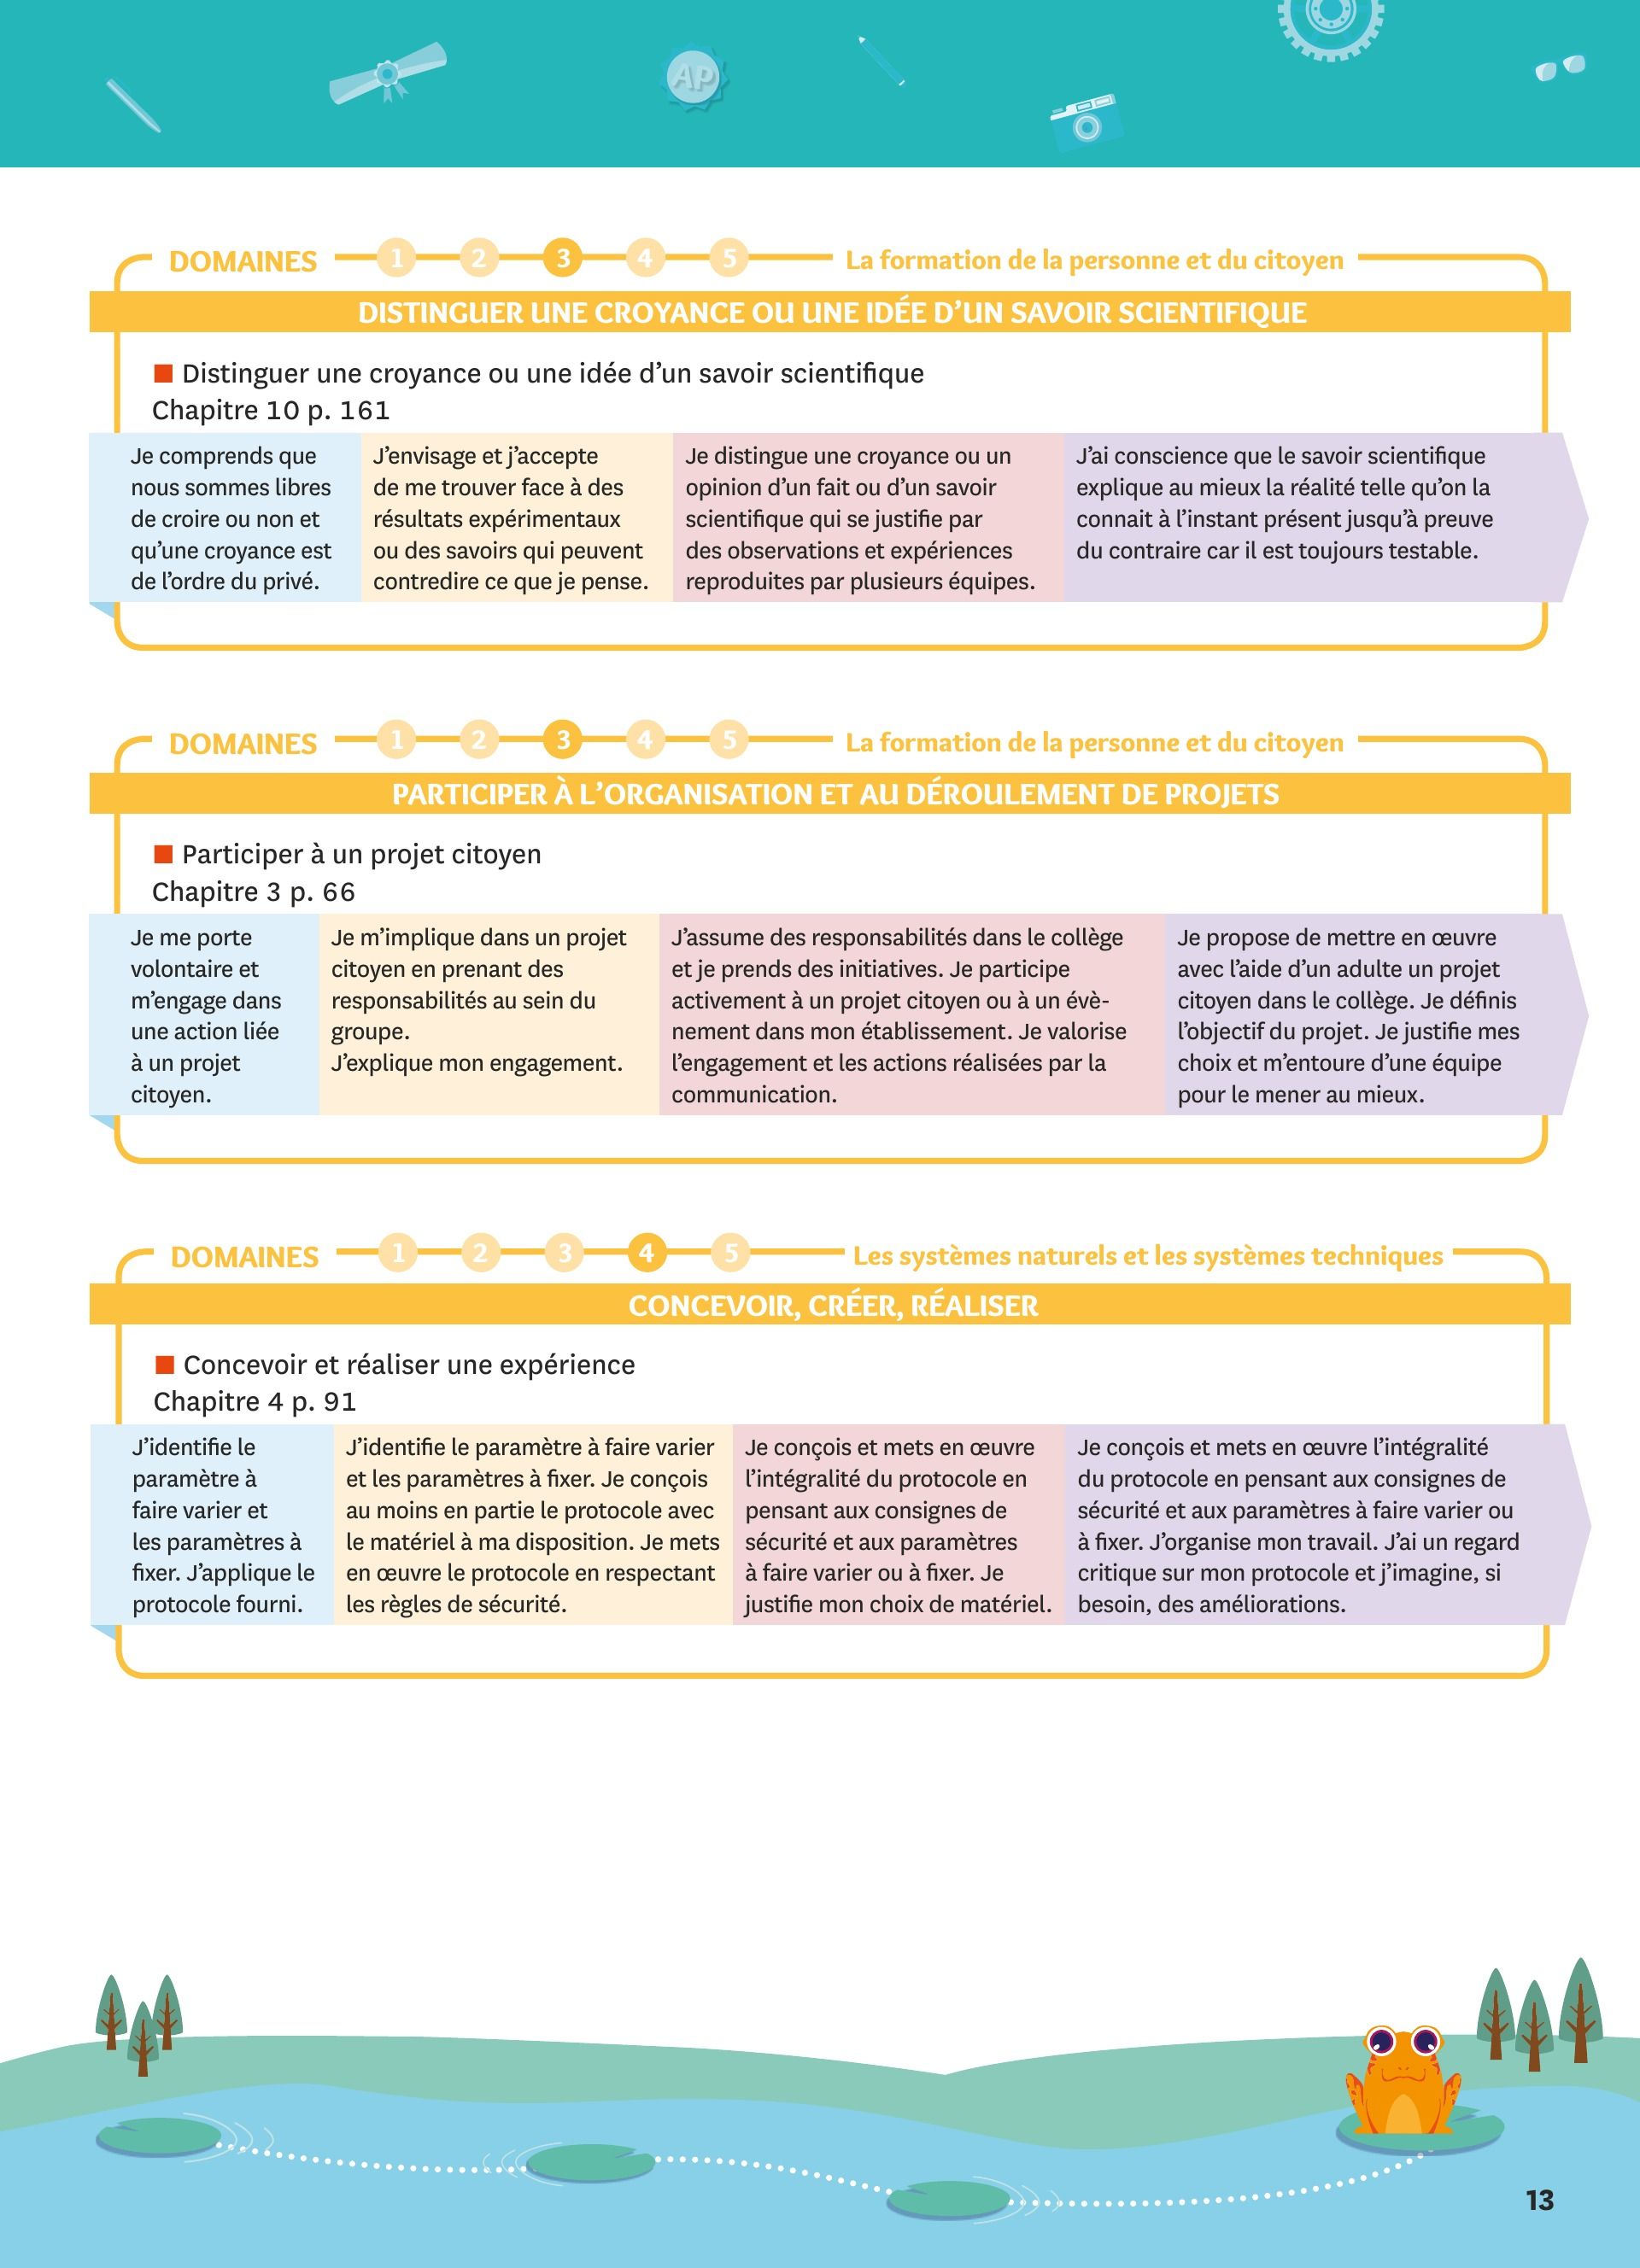 AP
DOMAINES 1 2 3 4 5 La formation de la personne et du citoyen
DISTINGUER UNE CROYANCE OU UNE IDÉE D’UN SAVOIR SCIENTIFIQUE
Distinguer une croyance ou une idée d’un savoir scientifique
Chapitre 10 p. 161
Je comprends que
nous sommes libres
de croire ou non et
qu’une croyance est
de l’ordre du privé.
J’envisage et j’accepte
de me trouver face à des
résultats expérimentaux
ou des savoirs qui peuvent
contredire ce que je pense.
Je distingue une croyance ou un
opinion d’un fait ou d’un savoir
scientifique qui se justifie par
des observations et expériences
reproduites par plusieurs équipes.
J’ai conscience que le savoir scientifique
explique au mieux la réalité telle qu’on la
connait à l’instant présent jusqu’à preuve
du contraire car il est toujours testable.
DOMAINES 1 2 3 4 5 La formation de la personne et du citoyen
PARTICIPER À L’ORGANISATION ET AU DÉROULEMENT DE PROJETS
Participer à un projet citoyen
Chapitre 3 p. 66
Je me porte
volontaire et
m’engage dans
une action liée
à un projet
citoyen.
Je m’implique dans un projet
citoyen en prenant des
responsabilités au sein du
groupe.
J’explique mon engagement.
J’assume des responsabilités dans le collège
et je prends des initiatives. Je participe
activement à un projet citoyen ou à un évè-
nement dans mon établissement. Je valorise
l’engagement et les actions réalisées par la
communication.
Je propose de mettre en œuvre
avec l’aide d’un adulte un projet
citoyen dans le collège. Je définis
l’objectif du projet. Je justifie mes
choix et m’entoure d’une équipe
pour le mener au mieux.
DOMAINES 1 2 3 4 5 Les systèmes naturels et les systèmes techniques
CONCEVOIR, CRÉER, RÉALISER
Concevoir et réaliser une expérience
Chapitre 4 p. 91
J’identifie le
paramètre à
faire varier et
les paramètres à
fixer. J’applique le
protocole fourni.
J’identifie le paramètre à faire varier
et les paramètres à fixer. Je conçois
au moins en partie le protocole avec
le matériel à ma disposition. Je mets
en œuvre le protocole en respectant
les règles de sécurité.
Je conçois et mets en œuvre
l’intégralité du protocole en
pensant aux consignes de
sécurité et aux paramètres
à faire varier ou à fixer. Je
justifie mon choix de matériel.
Je conçois et mets en œuvre l’intégralité
du protocole en pensant aux consignes de
sécurité et aux paramètres à faire varier ou
à fixer. J’organise mon travail. J’ai un regard
critique sur mon protocole et j’imagine, si
besoin, des améliorations.
13